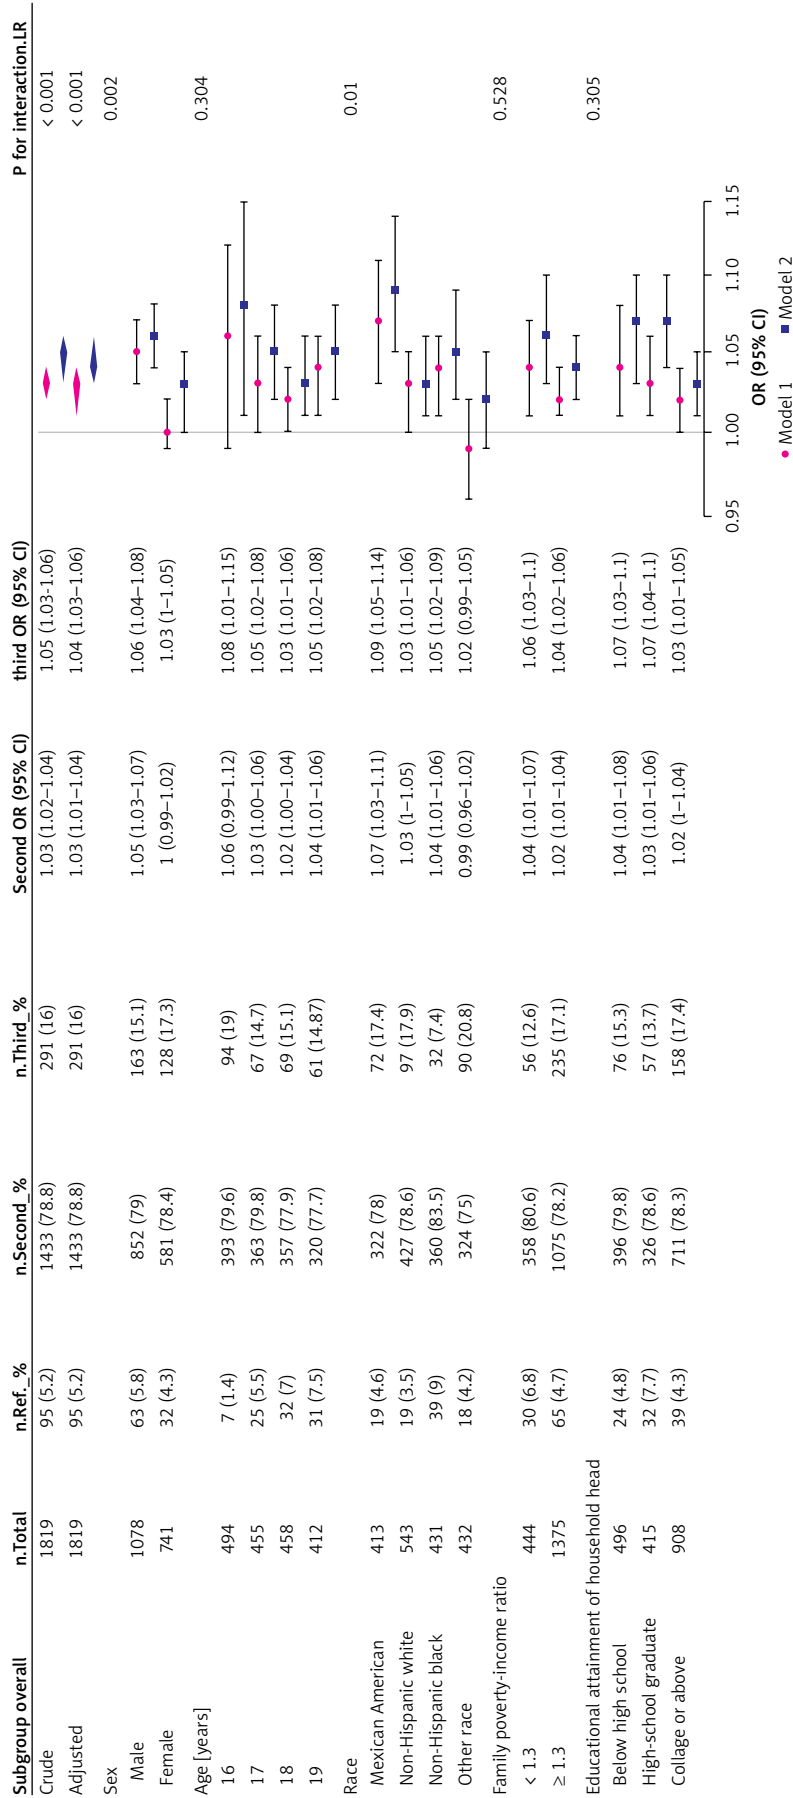 Subgroup overall n.Total n.Ref._% n.Second_% n.Third_% Second OR (95% CI) third OR (95% CI) P for interaction.LR
Crude 1819 95 (5.2) 1433 (78.8) 291 (16) 1.03 (1.02–1.04) 1.05 (1.03-1.06) < 0.001
Adjusted 1819 95 (5.2) 1433 (78.8) 291 (16) 1.03 (1.01–1.04) 1.04 (1.03–1.06) < 0.001
Sex 0.002
Male 1078 63 (5.8) 852 (79) 163 (15.1) 1.05 (1.03–1.07) 1.06 (1.04–1.08)
Female 741 32 (4.3) 581 (78.4) 128 (17.3) 1 (0.99–1.02) 1.03 (1–1.05)
Age [years] 0.304
16 494 7 (1.4) 393 (79.6) 94 (19) 1.06 (0.99–1.12) 1.08 (1.01–1.15)
17 455 25 (5.5) 363 (79.8) 67 (14.7) 1.03 (1.00–1.06) 1.05 (1.02–1.08)
18 458 32 (7) 357 (77.9) 69 (15.1) 1.02 (1.00–1.04) 1.03 (1.01–1.06)
19 412 31 (7.5) 320 (77.7) 61 (14.87) 1.04 (1.01–1.06) 1.05 (1.02–1.08)
Race 0.01
Mexican American 413 19 (4.6) 322 (78) 72 (17.4) 1.07 (1.03–1.11) 1.09 (1.05–1.14)
Non-Hispanic white 543 19 (3.5) 427 (78.6) 97 (17.9) 1.03 (1–1.05) 1.03 (1.01–1.06)
Non-Hispanic black 431 39 (9) 360 (83.5) 32 (7.4) 1.04 (1.01–1.06) 1.05 (1.02–1.09)
Other race 432 18 (4.2) 324 (75) 90 (20.8) 0.99 (0.96–1.02) 1.02 (0.99–1.05)
Family poverty-income ratio 0.528
< 1.3 444 30 (6.8) 358 (80.6) 56 (12.6) 1.04 (1.01–1.07) 1.06 (1.03–1.1)
≥ 1.3 1375 65 (4.7) 1075 (78.2) 235 (17.1) 1.02 (1.01–1.04) 1.04 (1.02–1.06)
Educational attainment of household head 0.305
Below high school 496 24 (4.8) 396 (79.8) 76 (15.3) 1.04 (1.01–1.08) 1.07 (1.03–1.1)
High-school graduate 415 32 (7.7) 326 (78.6) 57 (13.7) 1.03 (1.01–1.06) 1.07 (1.04–1.1)
Collage or above 908 39 (4.3) 711 (78.3) 158 (17.4) 1.02 (1–1.04) 1.03 (1.01–1.05)
0.95 1.00 1.05 1.10 1.15
OR (95% CI)
Model 1 Model 2